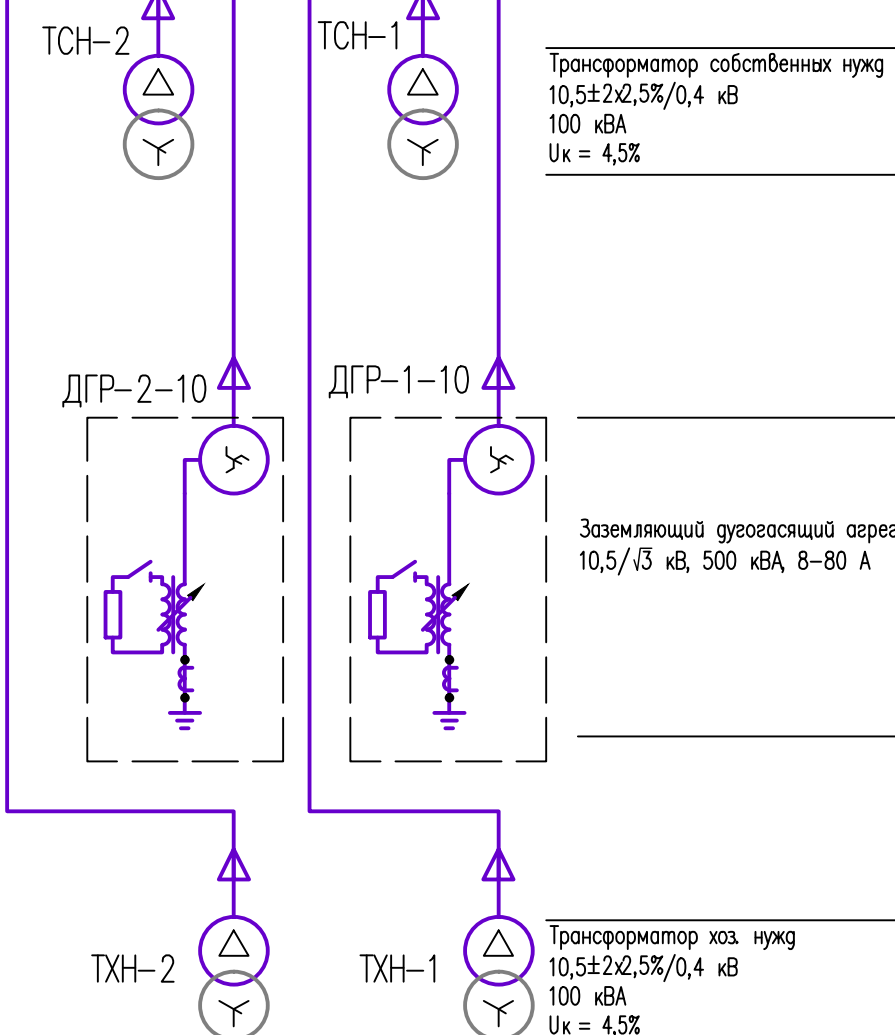 ТСН-2
ТСН-1
Трансформатор собственных нужд
10,5±2х2,5%/0,4 кВ
100 кВА
Uк = 4,5%
ДГР-2-10
ДГР-1-10
Заземляющий дугогасящий
10,5/√3 кВ, 500 кВА, 8-80 А
ТХН-2
ТХН-1
Трансформатор хоз. нужд
10,5±2х2,5%/0,4 кВ
100 кВА
Uк = 4,5%